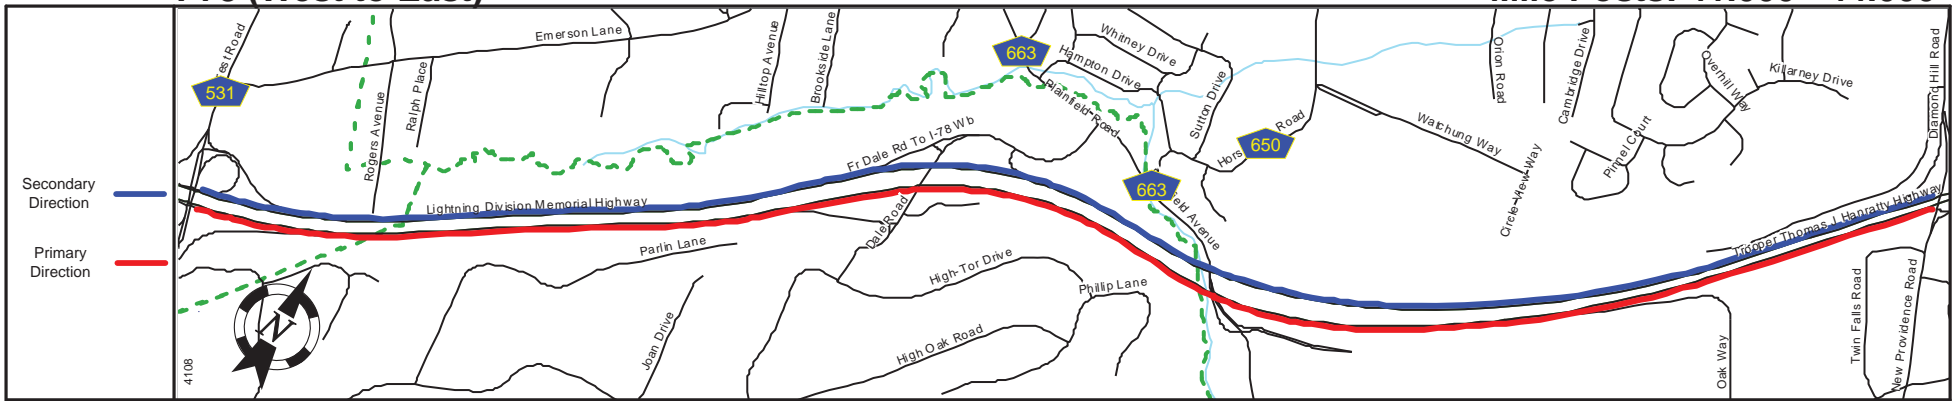 Secondary
Direction
Primary
Direction
531
Emerson Lane
Rogers Avenue
Ralph Place
Hilltop Avenue
Brookside Lane
663
Whitney Drive
Hampton Drive
Plainfield Road
Sutton Drive
650
Road
663
Orion Road
Cambridge Drive
Overhill Way
Killarney Drive
Diamond Hill Road
Watchung Way
Pinnel Court
Circle-View-Way
Fr Dale Rd To I-78 Wb
Lightning Division Memorial Highway
Dale Road
Avenue
Trooper Thomas J Hanratty Highway
Parlin Lane
High-Tor Drive
Phillip Lane
High Oak Road
Joan Drive
Oak Way
Twin Falls Road
New Providence Road
N
4108